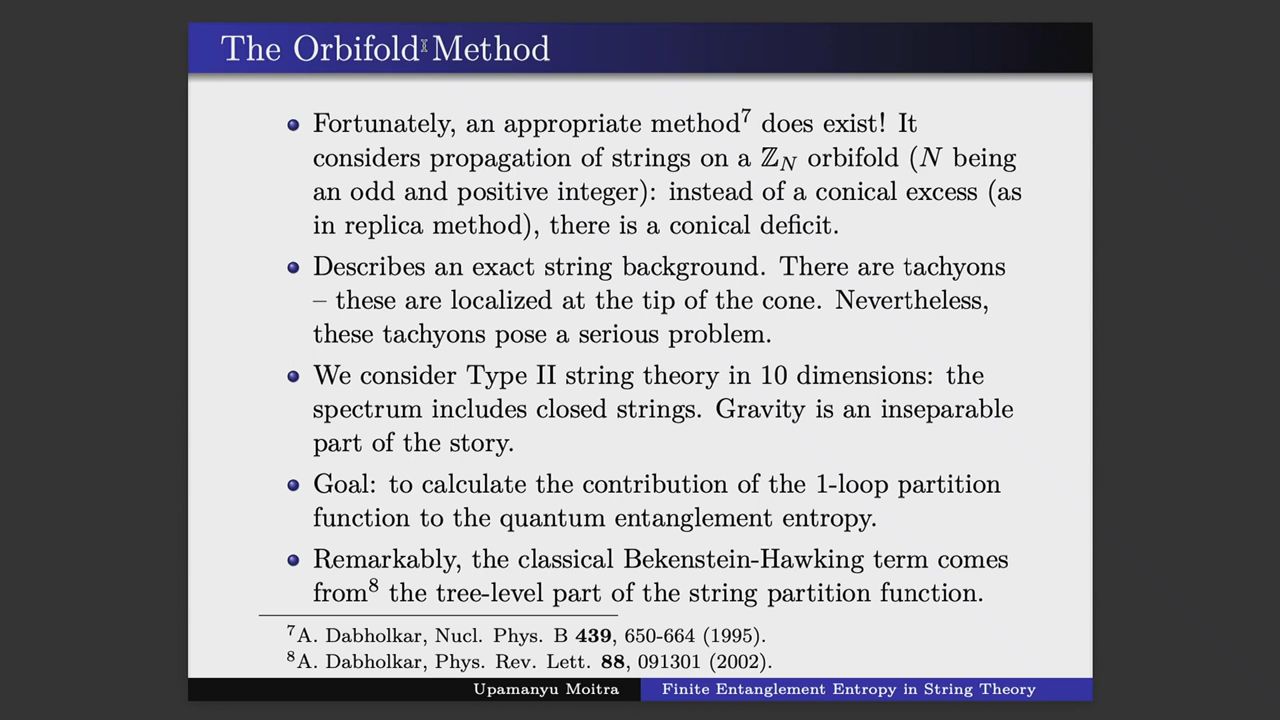 The Orbifold Method
Fortunately, an appropriate method⁷ does exist! It
considers propagation of strings on a ℤ_N orbifold (N being
an odd and positive integer): instead of a conical excess (as
in replica method), there is a conical deficit.
Describes an exact string background. There are tachyons
– these are localized at the tip of the cone. Nevertheless,
these tachyons pose a serious problem.
We consider Type II string theory in 10 dimensions: the
spectrum includes closed strings. Gravity is an inseparable
part of the story.
Goal: to calculate the contribution of the 1-loop partition
function to the quantum entanglement entropy.
Remarkably, the classical Bekenstein-Hawking term comes
from⁸ the tree-level part of the string partition function.
⁷A. Dabholkar, Nucl. Phys. B 439, 650-664 (1995).
⁸A. Dabholkar, Phys. Rev. Lett. 88, 091301 (2002).
Upamanyu Moitra Finite Entanglement Entropy in String Theory